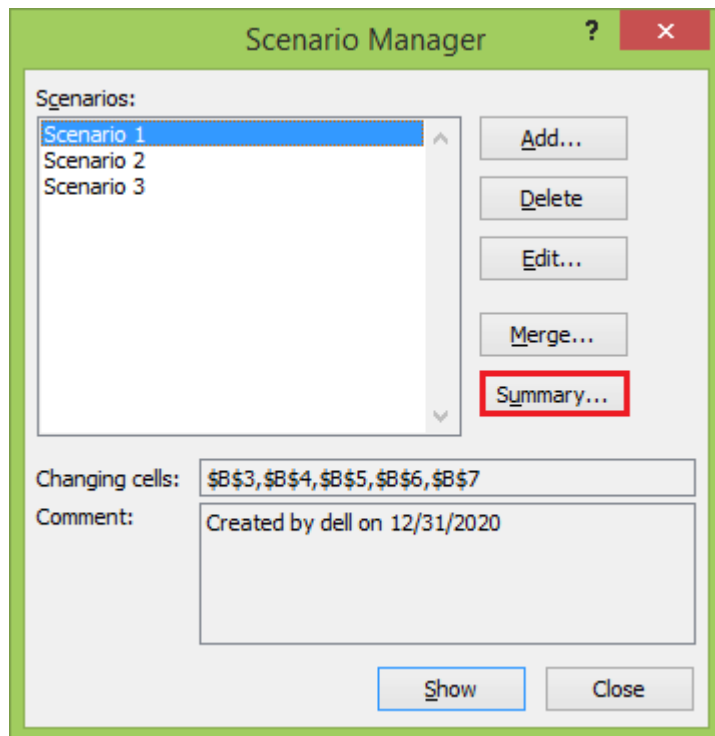 Scenario Manager
?
×
Scenarios:
Scenario 1
Scenario 2
Scenario 3
Add...
Delete
Edit...
Merge...
Summary...
Changing cells: $B$3,$B$4,$B$5,$B$6,$B$7
Comment: Created by dell on 12/31/2020
Show Close